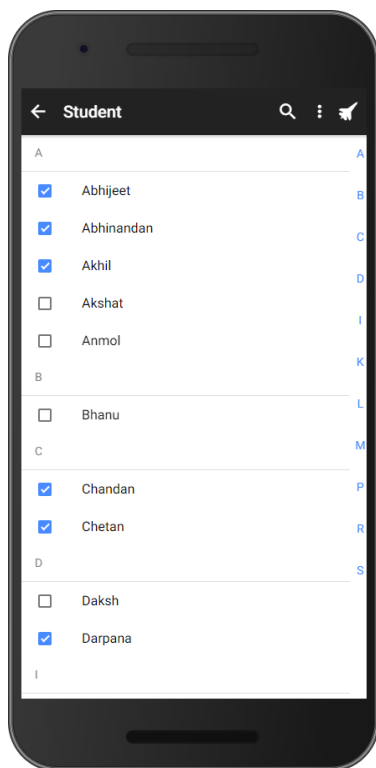 Student
A
Abhijeet
Abhinandan
Akhil
Akshat
Anmol
B
Bhanu
C
Chandan
Chetan
D
Daksh
Darpana
I
A
B
C
D
I
K
L
M
P
R
S